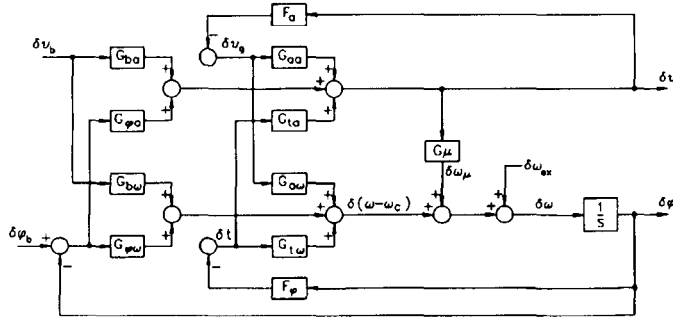 F_a
δυ_b
G_ba
δυ_g
G_aa
δυ
G_φa
G_ta
Gμ
δω_μ
δω_ex
G_bω
G_aω
δ(ω−ω_c)
δω
1/S
δφ
δφ_b
G_φω
δt
G_tω
F_φ
+
−